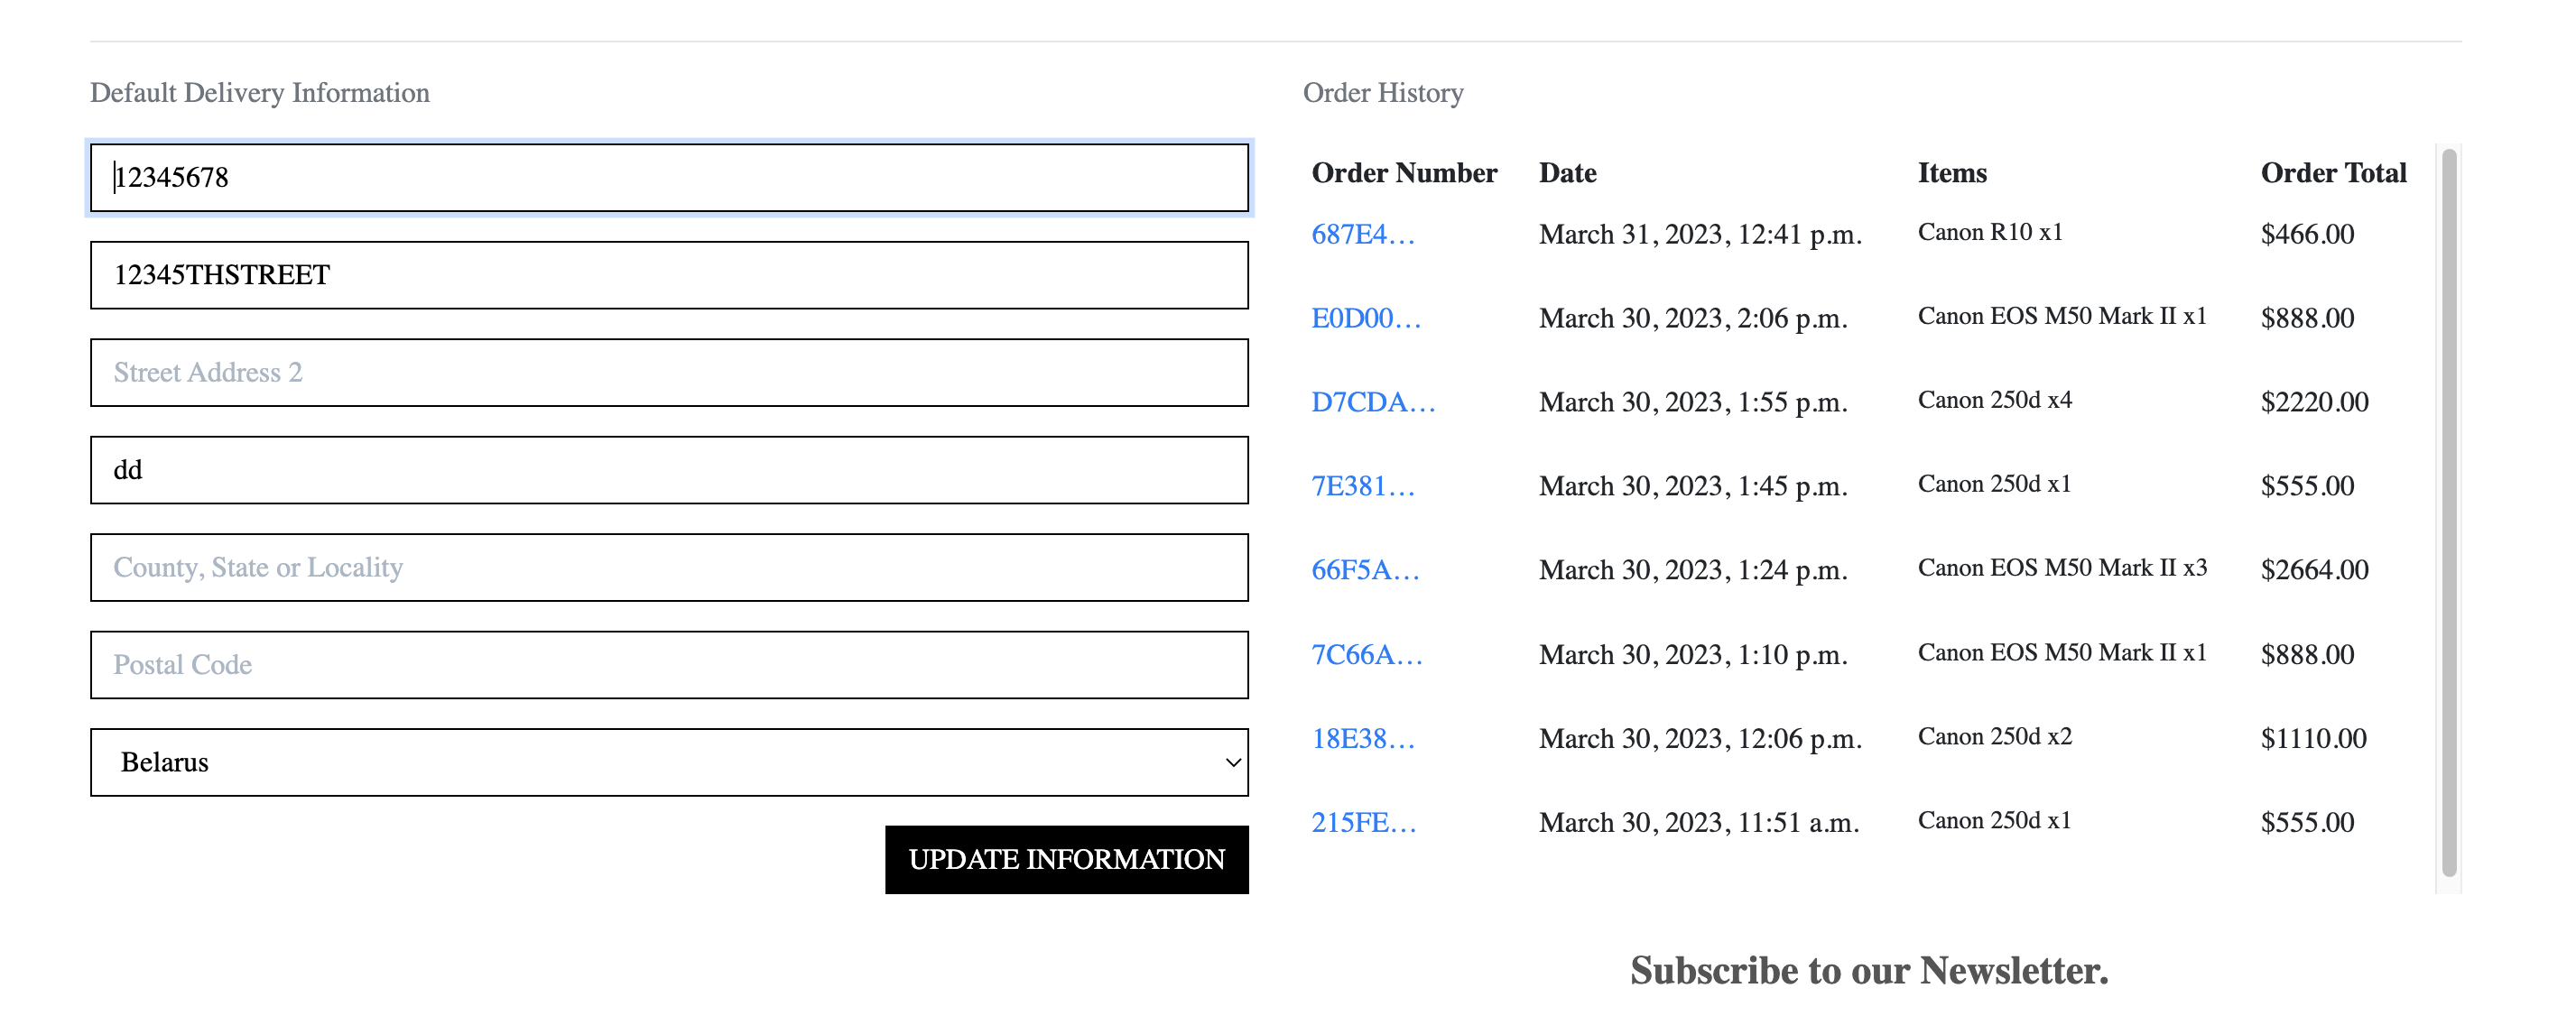 Default Delivery Information
12345678
12345THSTREET
Street Address 2
dd
County, State or Locality
Postal Code
Belarus
UPDATE INFORMATION
Order History
Order Number Date Items Order Total
687E4... March 31, 2023, 12:41 p.m. Canon R10 x1 $466.00
E0D00... March 30, 2023, 2:06 p.m. Canon EOS M50 Mark II x1 $888.00
D7CDA... March 30, 2023, 1:55 p.m. Canon 250d x4 $2220.00
7E381... March 30, 2023, 1:45 p.m. Canon 250d x1 $555.00
66F5A... March 30, 2023, 1:24 p.m. Canon EOS M50 Mark II x3 $2664.00
7C66A... March 30, 2023, 1:10 p.m. Canon EOS M50 Mark II x1 $888.00
18E38... March 30, 2023, 12:06 p.m. Canon 250d x2 $1110.00
215FE... March 30, 2023, 11:51 a.m. Canon 250d x1 $555.00
Subscribe to our Newsletter.